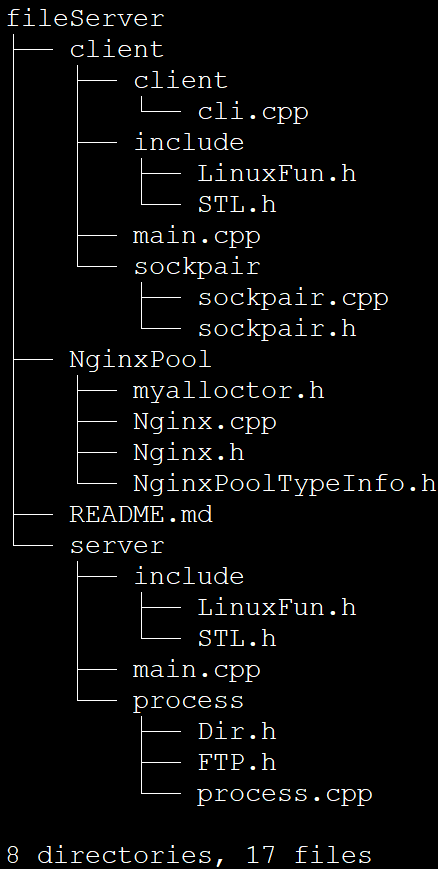 fileServer
├── client
│   ├── client
│   │   └── cli.cpp
│   ├── include
│   │   ├── LinuxFun.h
│   │   └── STL.h
│   ├── main.cpp
│   └── sockpair
│       ├── sockpair.cpp
│       └── sockpair.h
├── NginxPool
│   ├── myalloctor.h
│   ├── Nginx.cpp
│   ├── Nginx.h
│   └── NginxPoolTypeInfo.h
├── README.md
└── server
    ├── include
    │   ├── LinuxFun.h
    │   └── STL.h
    ├── main.cpp
    └── process
        ├── Dir.h
        ├── FTP.h
        └── process.cpp

8 directories, 17 files